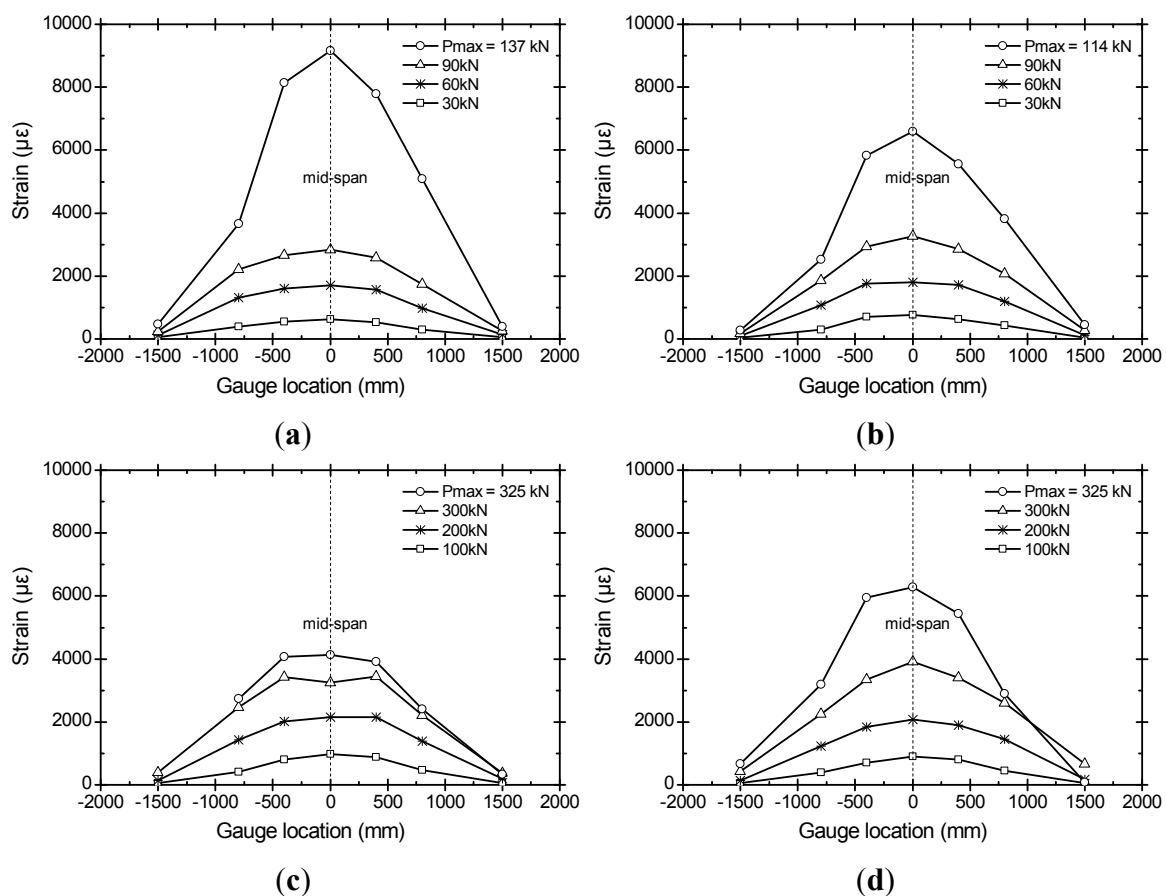 10000
Pmax = 137 kN
90kN
60kN
30kN
8000
6000
4000
2000
0
Strain (με)
mid-span
-2000 -1500 -1000 -500 0 500 1000 1500 2000
Gauge location (mm)
(a)
10000
Pmax = 114 kN
90kN
60kN
30kN
8000
6000
4000
2000
0
Strain (με)
mid-span
-2000 -1500 -1000 -500 0 500 1000 1500 2000
Gauge location (mm)
(b)
10000
Pmax = 325 kN
300kN
200kN
100kN
8000
6000
4000
2000
0
Strain (με)
mid-span
-2000 -1500 -1000 -500 0 500 1000 1500 2000
Gauge location (mm)
(c)
10000
Pmax = 325 kN
300kN
200kN
100kN
8000
6000
4000
2000
0
Strain (με)
mid-span
-2000 -1500 -1000 -500 0 500 1000 1500 2000
Gauge location (mm)
(d)